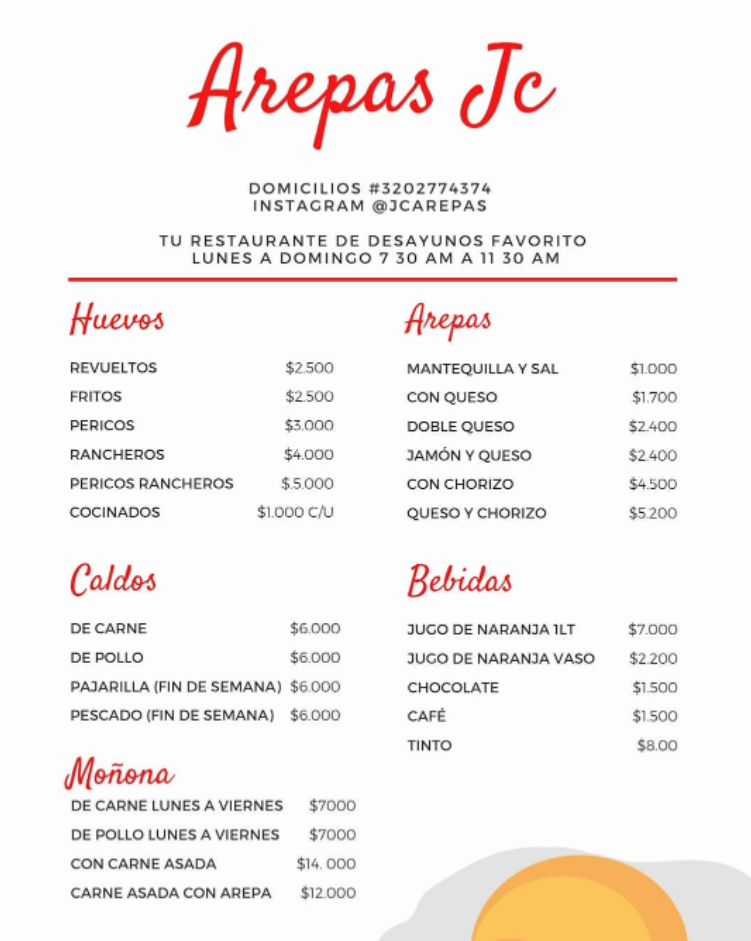 Arepas Jc
DOMICILIOS #3202774374
INSTAGRAM @JCAREPAS
TU RESTAURANTE DE DESAYUNOS FAVORITO
LUNES A DOMINGO 7 30 AM A 11 30 AM
Huevos
REVUELTOS $2.500
FRITOS $2.500
PERICOS $3.000
RANCHEROS $4.000
PERICOS RANCHEROS $.5.000
COCINADOS $1.000 C/U
Arepas
MANTEQUILLA Y SAL $1.000
CON QUESO $1.700
DOBLE QUESO $2.400
JAMÓN Y QUESO $2.400
CON CHORIZO $4.500
QUESO Y CHORIZO $5.200
Caldos
DE CARNE $6.000
DE POLLO $6.000
PAJARILLA (FIN DE SEMANA) $6.000
PESCADO (FIN DE SEMANA) $6.000
Bebidas
JUGO DE NARANJA 1LT $7.000
JUGO DE NARANJA VASO $2.200
CHOCOLATE $1.500
CAFÉ $1.500
TINTO $8.00
Moñona
DE CARNE LUNES A VIERNES $7000
DE POLLO LUNES A VIERNES $7000
CON CARNE ASADA $14. 000
CARNE ASADA CON AREPA $12.000